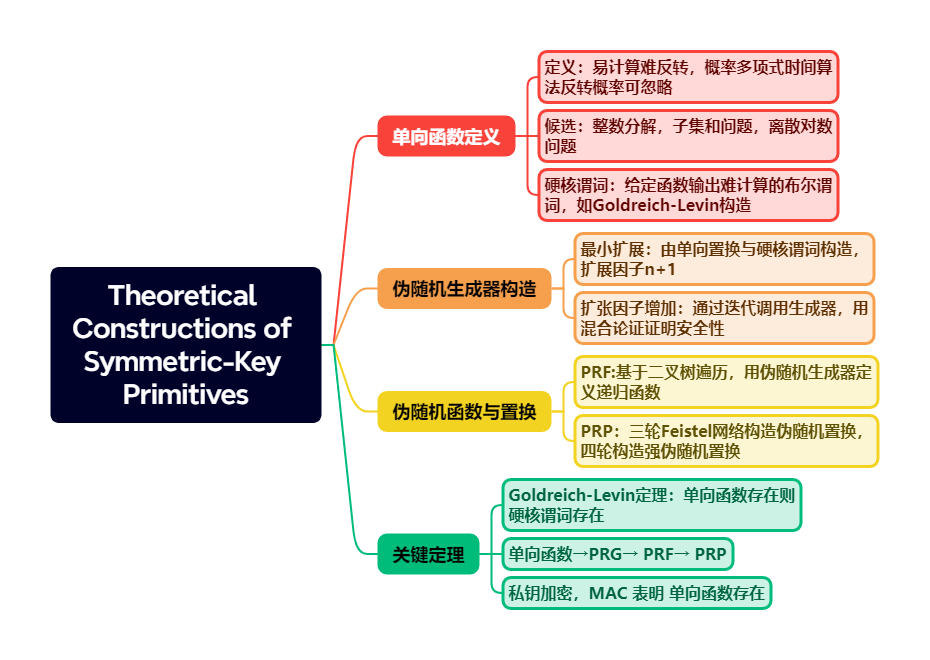 Theoretical
Constructions of
Symmetric-Key
Primitives
单向函数定义
定义：易计算难反转，概率多项式时间算
法反转概率可忽略
候选：整数分解，子集和问题，离散对数
问题
硬核谓词：给定函数输出难计算的布尔谓
词，如Goldreich-Levin构造
伪随机生成器构造
最小扩展：由单向置换与硬核谓词构造，
扩展因子n+1
扩张因子增加：通过迭代调用生成器，用
混合论证证明安全性
伪随机函数与置换
PRF:基于二叉树遍历，用伪随机生成器定
义递归函数
PRP：三轮Feistel网络构造伪随机置换，
四轮构造强伪随机置换
关键定理
Goldreich-Levin定理：单向函数存在则
硬核谓词存在
单向函数→PRG→ PRF→ PRP
私钥加密，MAC 表明 单向函数存在